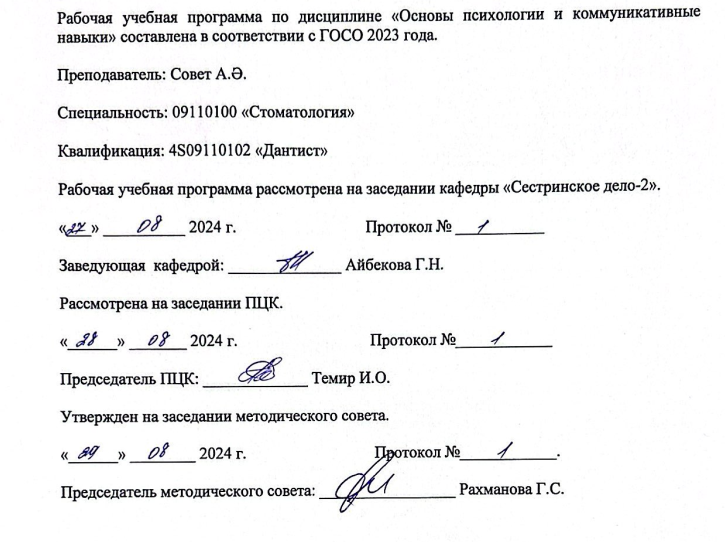 Рабочая учебная программа по дисциплине «Основы психологии и коммуникативные
навыки» составлена в соответствии с ГОСО 2023 года.
Преподаватель: Совет А.Ә.
Специальность: 09110100 «Стоматология»
Квалификация: 4S09110102 «Дантист»
Рабочая учебная программа рассмотрена на заседании кафедры «Сестринское дело-2».
«27» 08 2024 г. Протокол № 1
Заведующая кафедрой: Айбекова Г.Н.
Рассмотрена на заседании ПЦК.
«28» 08 2024 г. Протокол № 1
Председатель ПЦК: Темир И.О.
Утвержден на заседании методического совета.
«29» 08 2024 г. Протокол № 1.
Председатель методического совета: Рахманова Г.С.